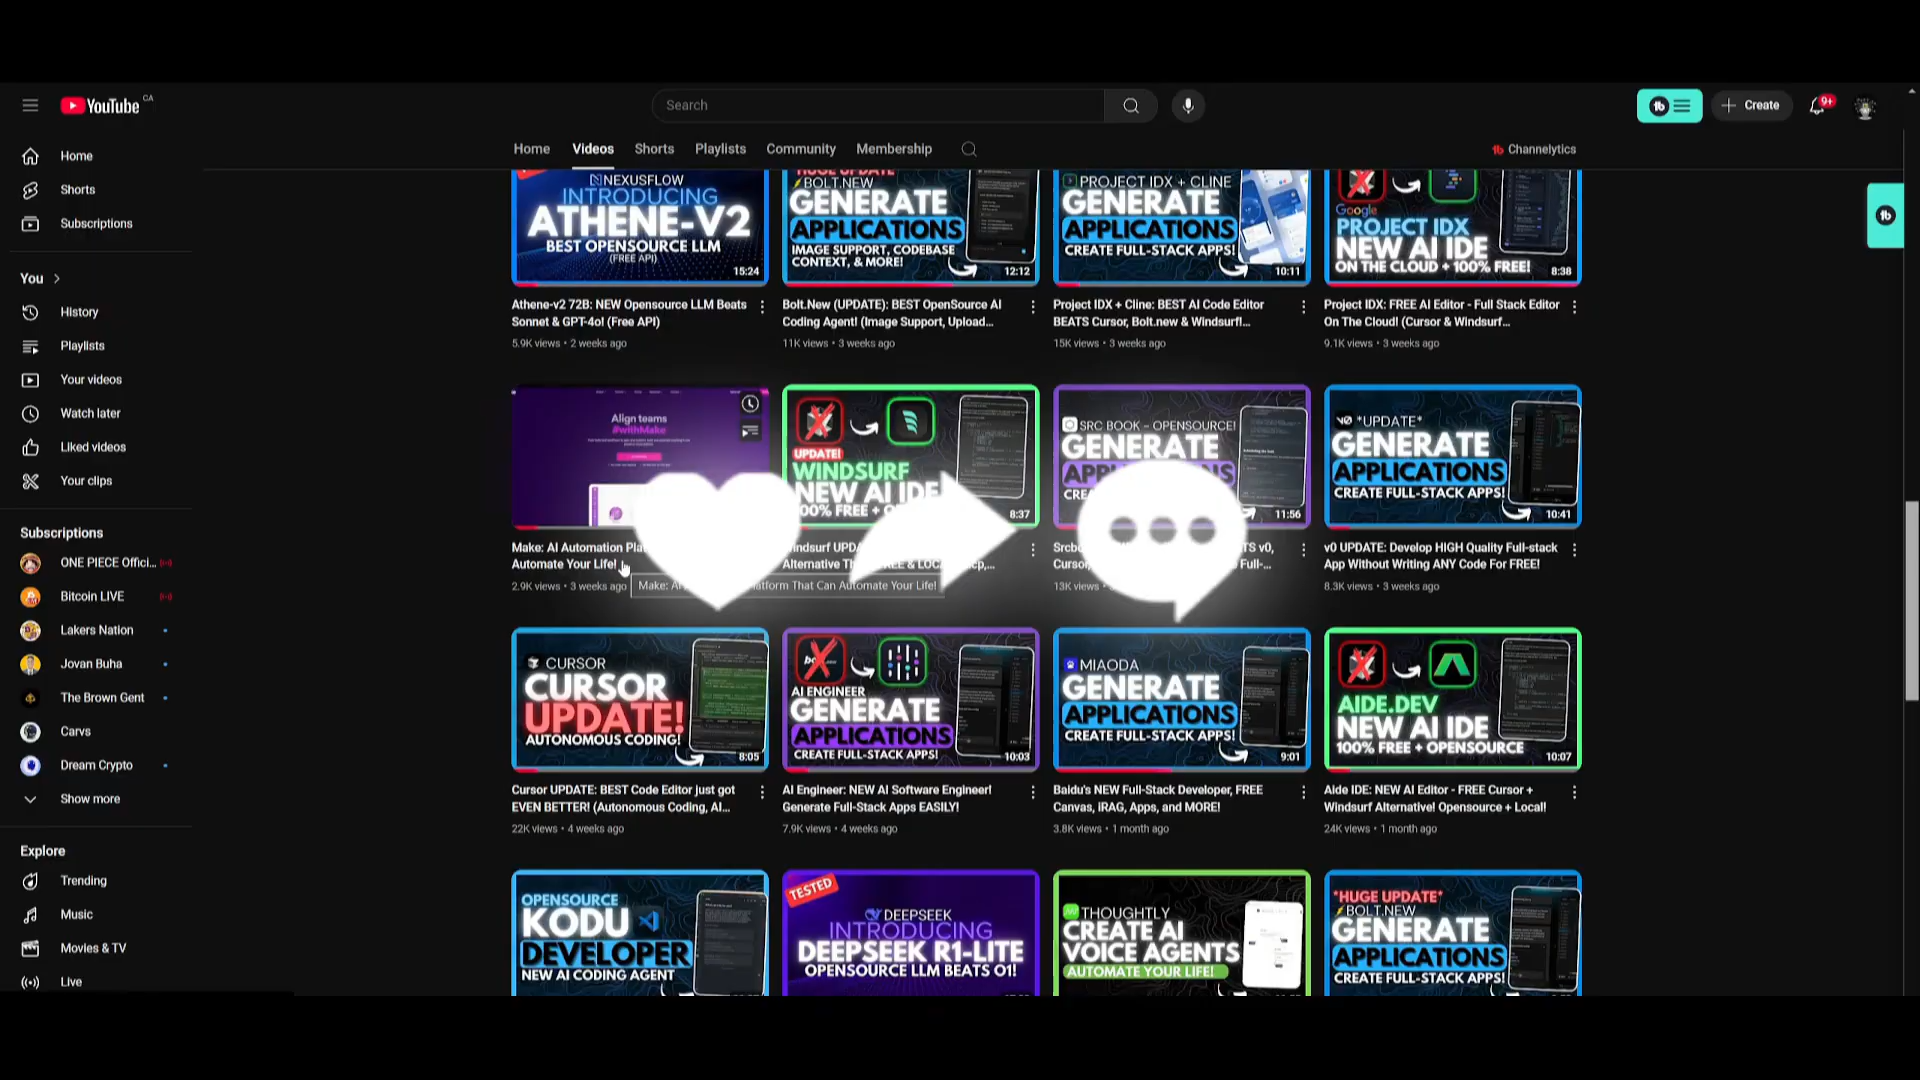 YouTube CA
Search
Create
9+
Home
Shorts
Subscriptions
You
History
Playlists
Your videos
Watch later
Liked videos
Your clips
Subscriptions
ONE PIECE Offici...
Bitcoin LIVE
Lakers Nation
Jovan Buha
The Brown Gent
Carvs
Dream Crypto
Show more
Explore
Trending
Music
Movies & TV
Live
Home
Videos
Shorts
Playlists
Community
Membership
Channelytics
NEXUSFLOW
INTRODUCING
ATHENE-V2
BEST OPENSOURCE LLM
(FREE API)
15:24
Athene-v2 72B: NEW Opensource LLM Beats
Sonnet & GPT-4o! (Free API)
5.9K views • 2 weeks ago
HUGE UPDATE
BOLT.NEW
GENERATE
APPLICATIONS
IMAGE SUPPORT, CODEBASE
CONTEXT, & MORE!
12:12
Bolt.New (UPDATE): BEST OpenSource AI
Coding Agent! (Image Support, Upload...
11K views • 3 weeks ago
PROJECT IDX + CLINE
GENERATE
APPLICATIONS
CREATE FULL-STACK APPS!
10:11
Project IDX + Cline: BEST AI Code Editor
BEATS Cursor, Bolt.new & Windsurf!...
15K views • 3 weeks ago
Google
PROJECT IDX
NEW AI IDE
ON THE CLOUD + 100% FREE!
8:38
Project IDX: FREE AI Editor - Full Stack Editor
On The Cloud! (Cursor & Windsurf...
9.1K views • 3 weeks ago
Align teams
#withMake
Make: AI Automation
Automate Your Life!
2.9K views • 3 weeks ago
Make: platform That Can Automate Your Life!
UPDATE!
WINDSURF
NEW AI IDE
100% FREE +
8:37
Alternative
SRC BOOK - OPENSOURCE!
GENERATE
11:56
v0,
Cursor,
Full-...
13K views
v0 *UPDATE*
GENERATE
APPLICATIONS
CREATE FULL-STACK APPS!
10:41
v0 UPDATE: Develop HIGH Quality Full-stack
App Without Writing ANY Code For FREE!
8.3K views • 3 weeks ago
CURSOR
CURSOR
UPDATE!
AUTONOMOUS CODING!
8:05
Cursor UPDATE: BEST Code Editor just got
EVEN BETTER! (Autonomous Coding, AI...
22K views • 4 weeks ago
AI ENGINEER
GENERATE
APPLICATIONS
CREATE FULL-STACK APPS!
10:03
AI Engineer: NEW AI Software Engineer!
Generate Full-Stack Apps EASILY!
7.9K views • 4 weeks ago
MIAODA
GENERATE
APPLICATIONS
CREATE FULL-STACK APPS!
9:01
Baidu's NEW Full-Stack Developer, FREE
Canvas, iRAG, Apps, and MORE!
3.8K views • 1 month ago
AIDE.DEV
NEW AI IDE
100% FREE + OPENSOURCE
10:07
Aide IDE: NEW AI Editor - FREE Cursor +
Windsurf Alternative! Opensource + Local!
24K views • 1 month ago
OPENSOURCE
KODU
DEVELOPER
NEW AI CODING AGENT
TESTED
DEEPSEEK
INTRODUCING
DEEPSEEK R1-LITE
OPENSOURCE LLM BEATS O1!
THOUGHTLY
CREATE AI
VOICE AGENTS
AUTOMATE YOUR LIFE!
*HUGE UPDATE*
BOLT.NEW
GENERATE
APPLICATIONS
CREATE FULL-STACK APPS!